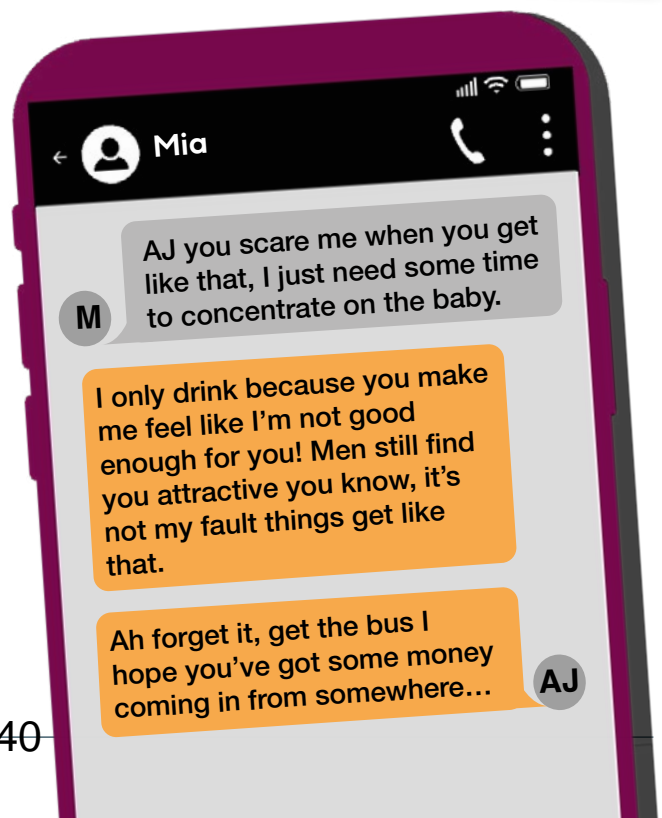 Mia
AJ you scare me when you get
like that, I just need some time
to concentrate on the baby.
M
I only drink because you make
me feel like I’m not good
enough for you! Men still find
you attractive you know, it’s
not my fault things get like
that.
Ah forget it, get the bus I
hope you’ve got some money
coming in from somewhere…
AJ
40